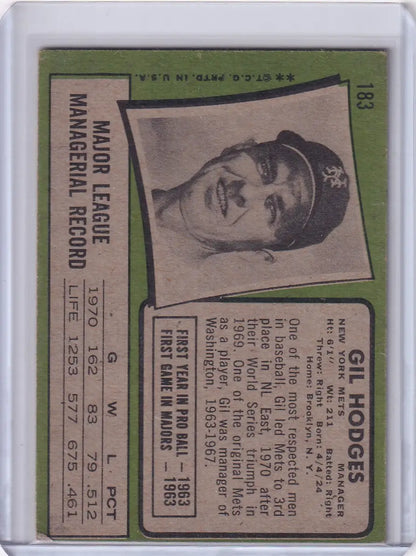 183
**©T.C.G. PRTD. IN U.S.A.
GIL HODGES
NEW YORK METS MANAGER
Ht: 6/1" Wt: 211 Batted: Right
Threw: Right Born: 4/4/24
Home: Brooklyn, N. Y.
One of the most respected men
in baseball, Gil led Mets to 3rd
place in NL East, 1970 after
their World Series triumph in
1969. One of the original Mets
as a player, Gil was manager of
Washington, 1963-1967.
FIRST YEAR IN PRO BALL — 1963
FIRST GAME IN MAJORS — 1963
MAJOR LEAGUE
MANAGERIAL RECORD
G W L PCT
1970 162 83 79 .512
LIFE 1253 577 675 .461